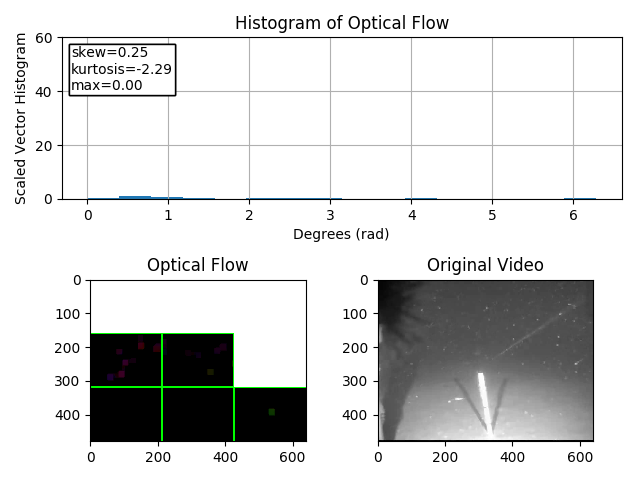 Histogram of Optical Flow
Scaled Vector Histogram
60
40
20
0
skew=0.25
kurtosis=-2.29
max=0.00
0 1 2 3 4 5 6
Degrees (rad)
Optical Flow
0
100
200
300
400
0 200 400 600
Original Video
0
100
200
300
400
0 200 400 600